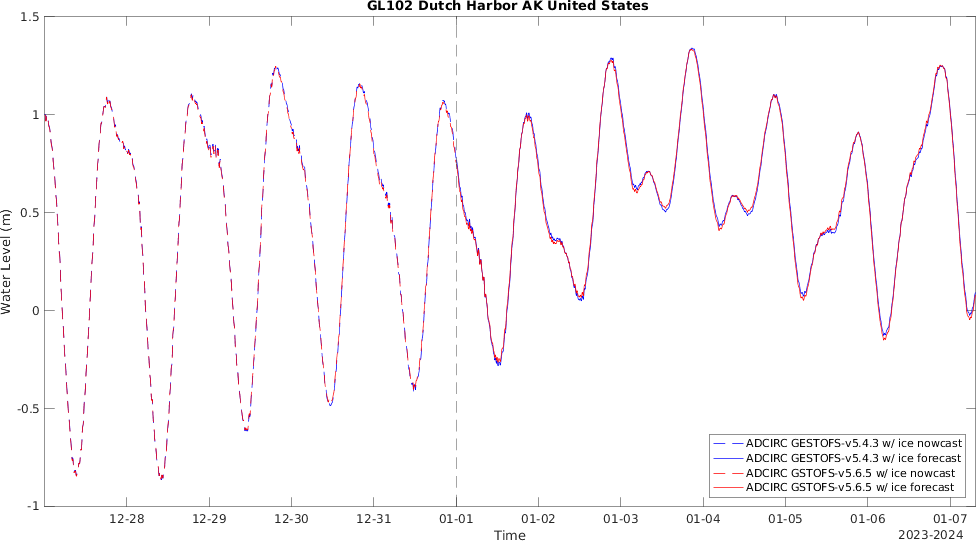 GL102 Dutch Harbor AK United States
1.5
1
0.5
0
-0.5
-1
Water Level (m)
ADCIRC GESTOFS-v5.4.3 w/ ice nowcast
ADCIRC GESTOFS-v5.4.3 w/ ice forecast
ADCIRC GSTOFS-v5.6.5 w/ ice nowcast
ADCIRC GSTOFS-v5.6.5 w/ ice forecast
12-28 12-29 12-30 12-31 01-01 01-02 01-03 01-04 01-05 01-06 01-07
Time
2023-2024